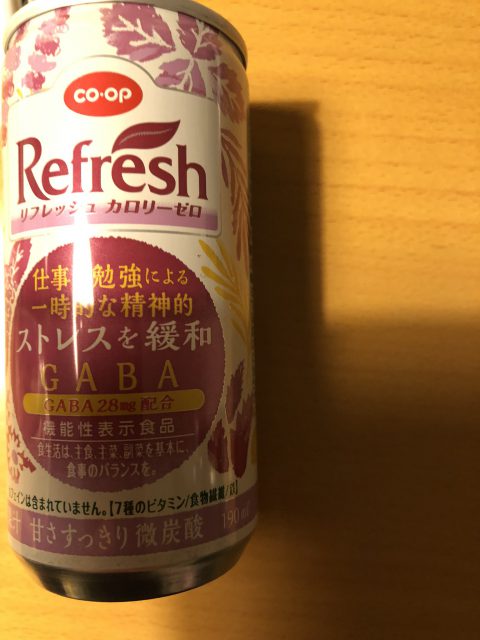 co·op
Refresh
リフレッシュ カロリーゼロ
仕事 勉強による
一時的な精神的
ストレスを緩和
GABA
GABA 28mg 配合
機能性表示食品
食生活は、主食、主菜、副菜を基本に、
食事のバランスを。
ェインは含まれていません。【7種のビタミン/食物繊維/鉄】
汁 甘さすっきり 微炭酸 190ml